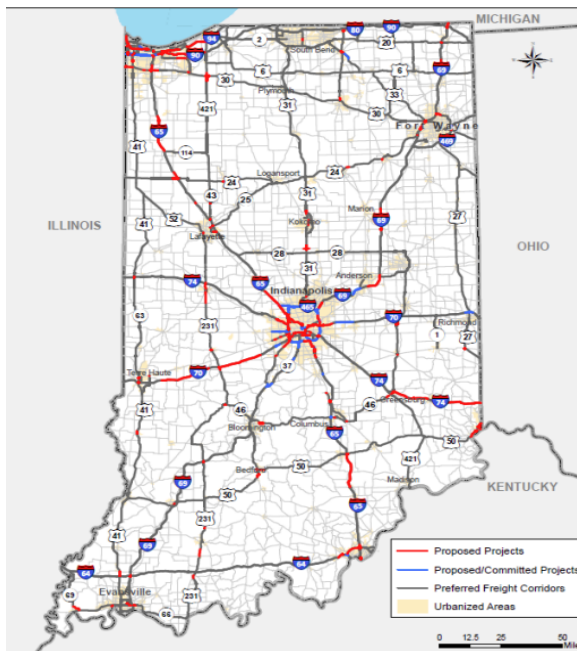 MICHIGAN
94
80
90
90
2
20
South Bend
30
6
6
69
421
Plymouth
33
31
30
Fort Wayne
65
469
41
114
Logansport
24
24
43
25
31
Marion
ILLINOIS
41
52
Kokomo
69
27
OHIO
Lafayette
28
28
31
Anderson
74
65
Indianapolis
465
69
63
231
70
Richmond
1
27
37
Terre Haute
70
74
74
41
46
46
Greensburg
Bloomington
Columbus
65
50
421
Bedford
50
Madison
69
50
KENTUCKY
65
231
41
69
64
64
69
Evansville
231
66
Proposed Projects
Proposed/Committed Projects
Preferred Freight Corridors
Urbanized Areas
0 12.5 25 50